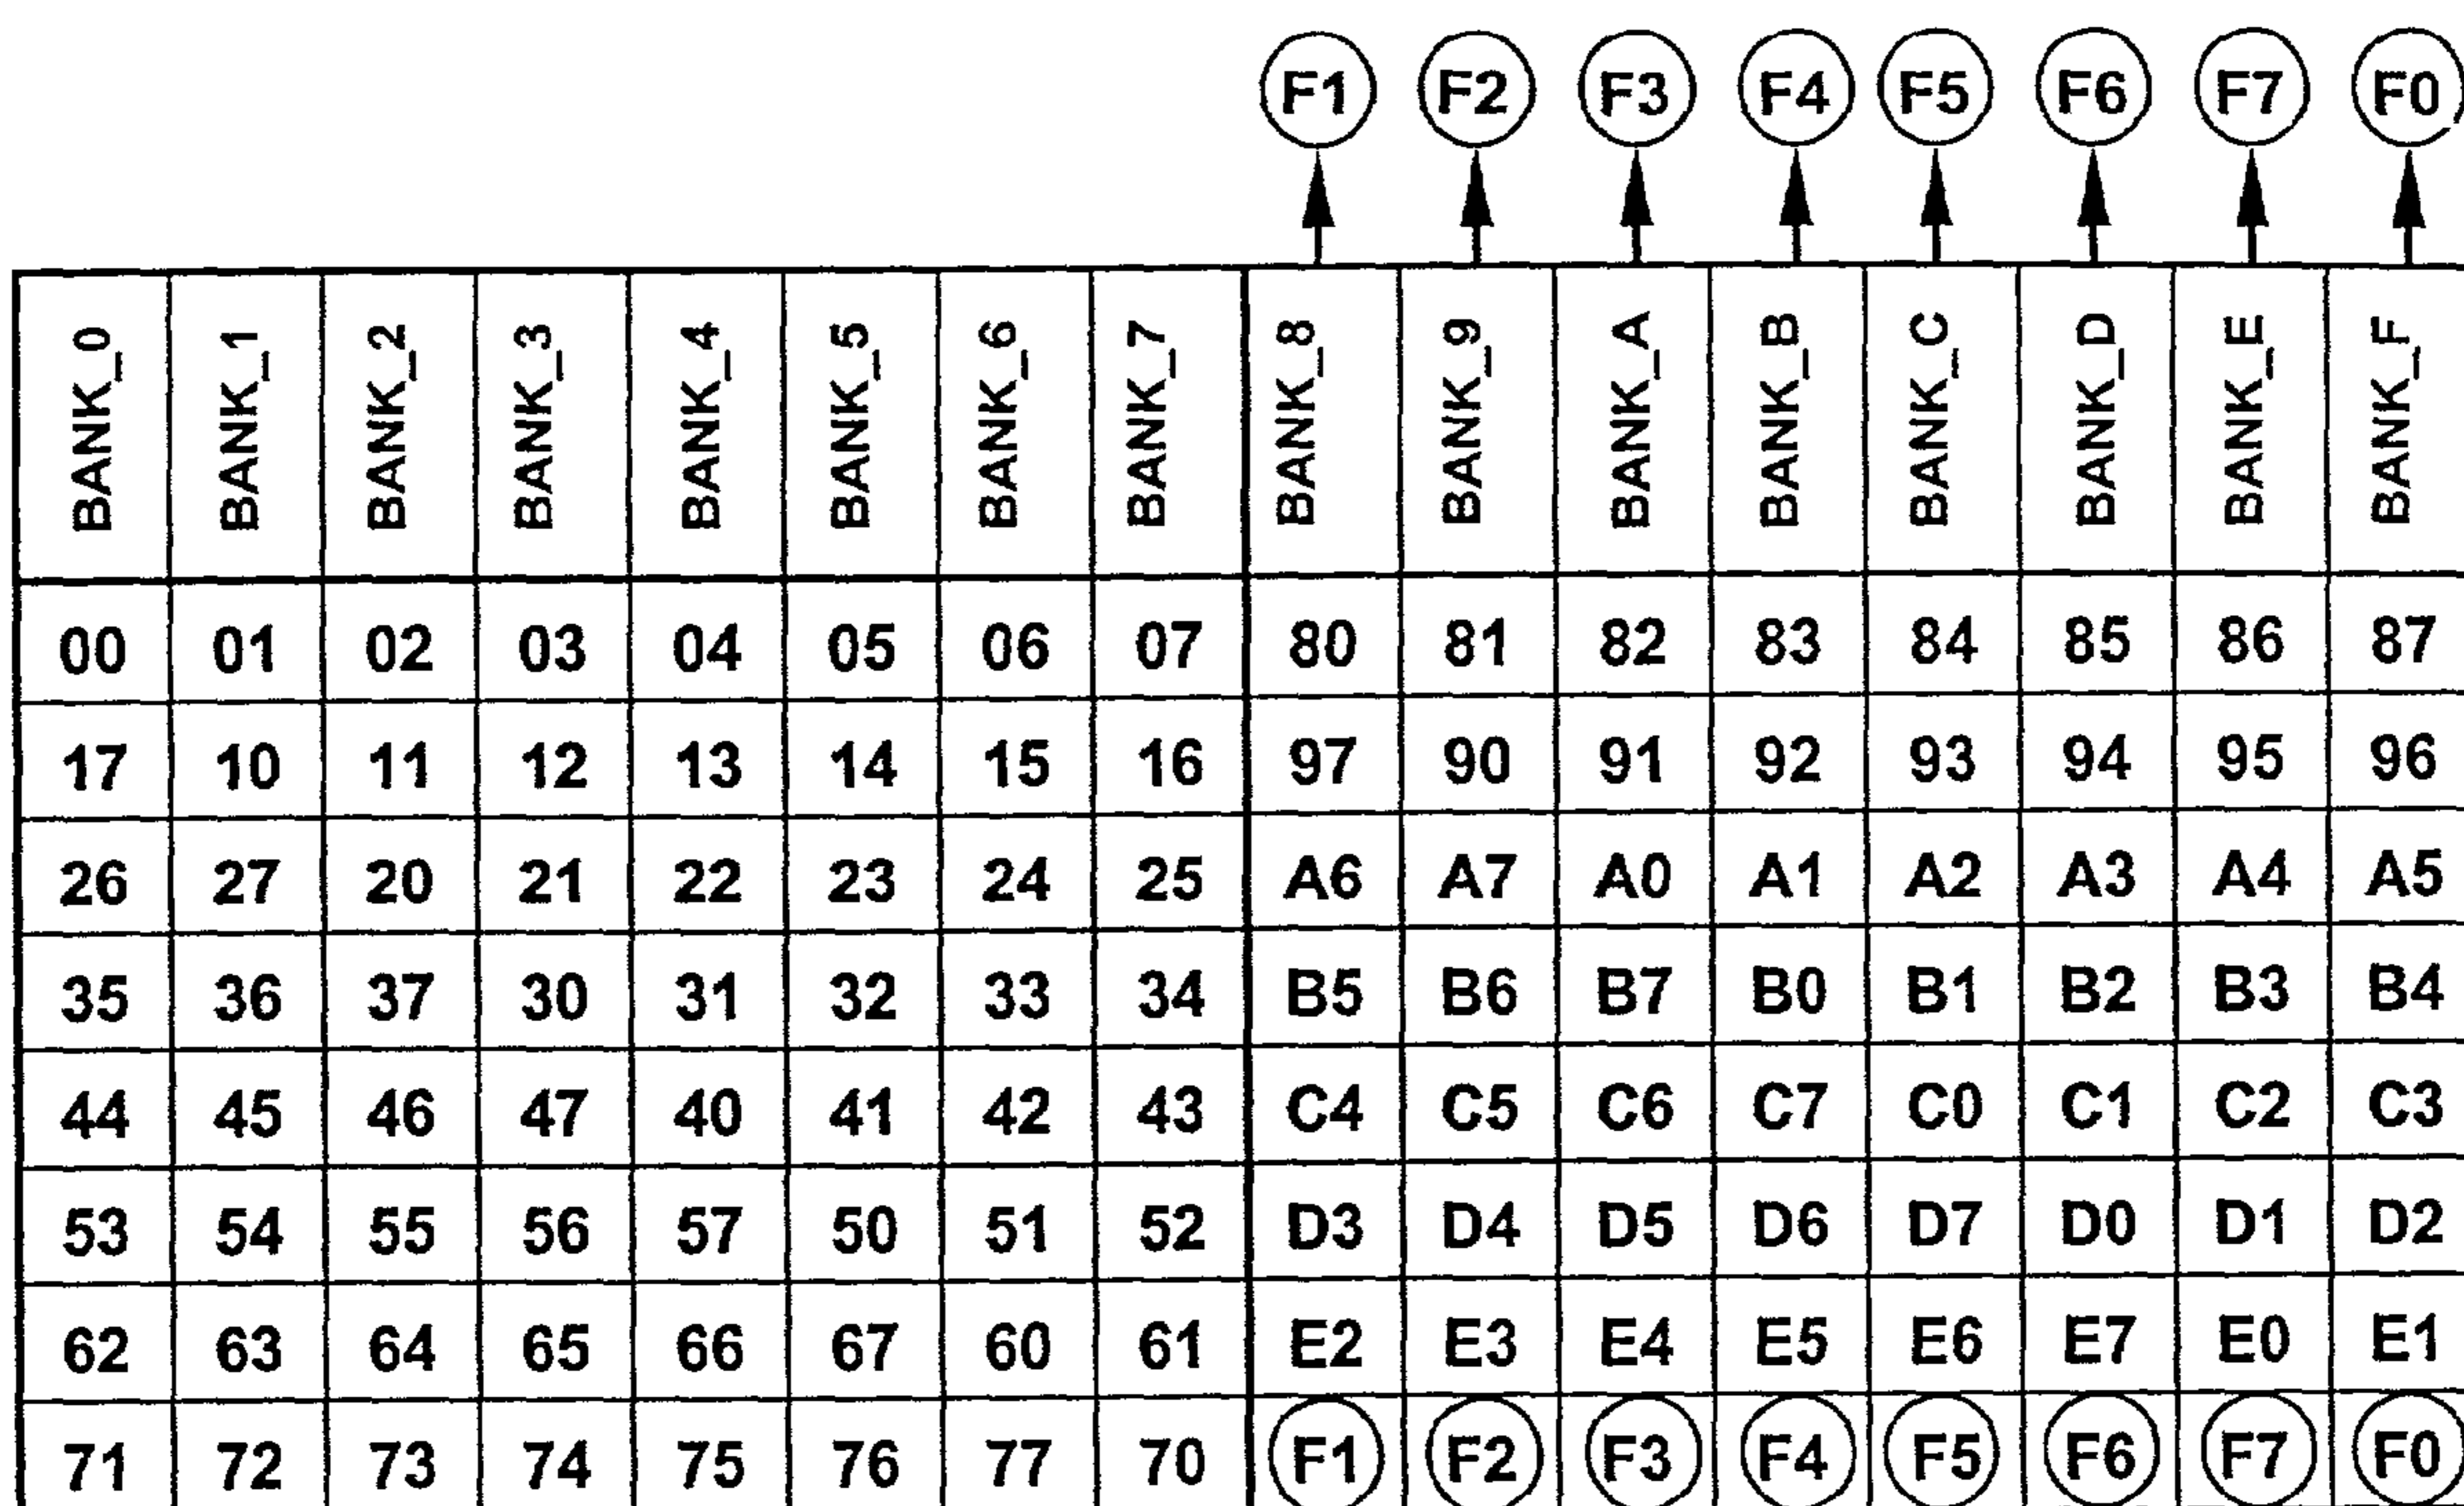 F1 F2 F3 F4 F5 F6 F7 F0
BANK_0 BANK_1 BANK_2 BANK_3 BANK_4 BANK_5 BANK_6 BANK_7 BANK_8 BANK_9 BANK_A BANK_B BANK_C BANK_D BANK_E BANK_F
00 01 02 03 04 05 06 07 80 81 82 83 84 85 86 87
17 10 11 12 13 14 15 16 97 90 91 92 93 94 95 96
26 27 20 21 22 23 24 25 A6 A7 A0 A1 A2 A3 A4 A5
35 36 37 30 31 32 33 34 B5 B6 B7 B0 B1 B2 B3 B4
44 45 46 47 40 41 42 43 C4 C5 C6 C7 C0 C1 C2 C3
53 54 55 56 57 50 51 52 D3 D4 D5 D6 D7 D0 D1 D2
62 63 64 65 66 67 60 61 E2 E3 E4 E5 E6 E7 E0 E1
71 72 73 74 75 76 77 70 F1 F2 F3 F4 F5 F6 F7 F0